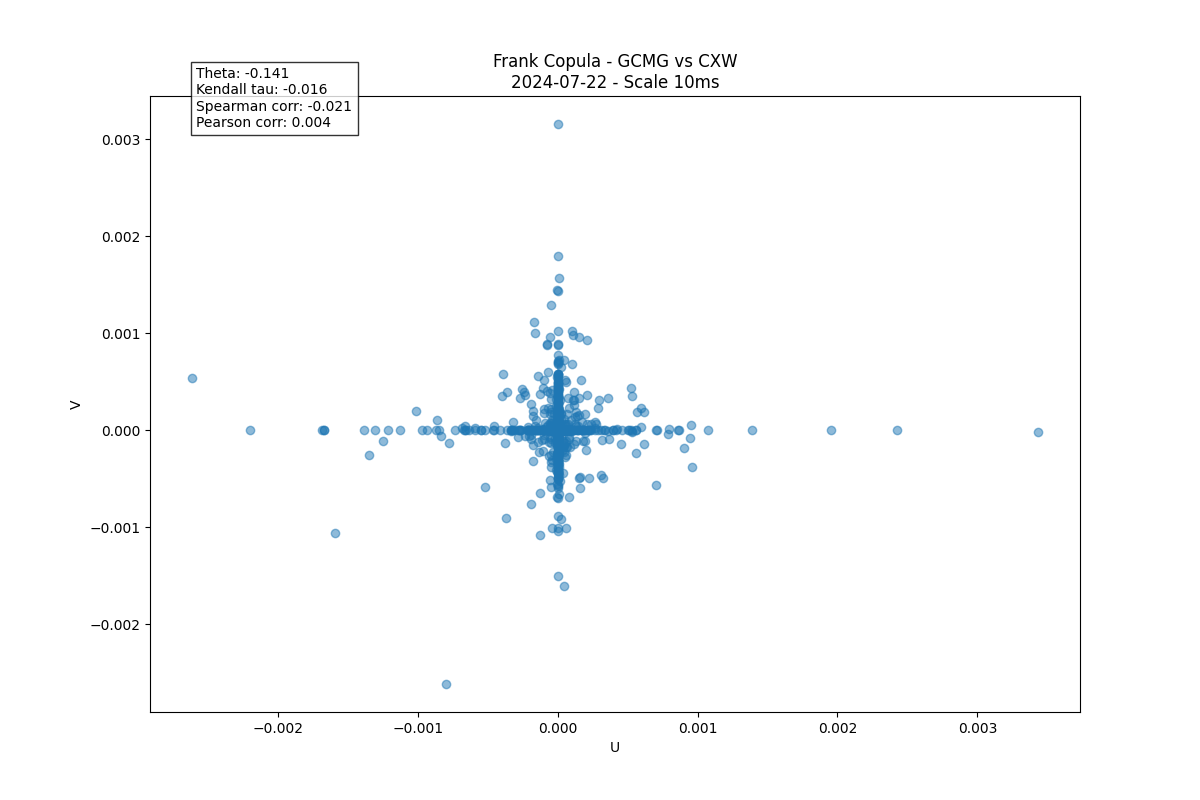 Frank Copula - GCMG vs CXW
2024-07-22 - Scale 10ms
Theta: -0.141
Kendall tau: -0.016
Spearman corr: -0.021
Pearson corr: 0.004
0.003
0.002
0.001
0.000
−0.001
−0.002
V
−0.002
−0.001
0.000
0.001
0.002
0.003
U